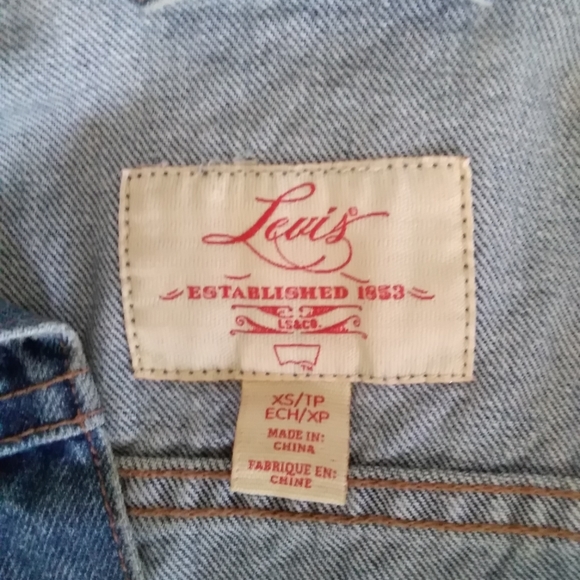 Levi's®
ESTABLISHED 1853
LS&CO.
™
XS/TP
ECH/XP
MADE IN:
CHINA
FABRIQUE EN:
CHINE